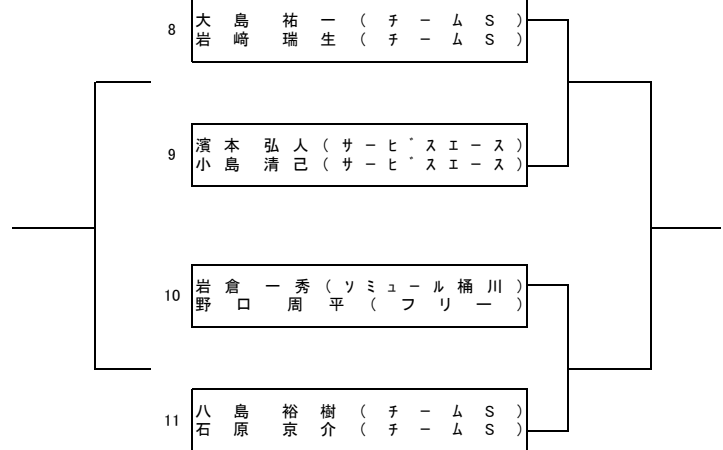 8
大島 祐一(チームS)
岩﨑 瑞生(チームS)
9
濱本 弘人(サービスエース)
小島 清己(サービスエース)
10
岩倉 一秀(ソミュール桶川)
野口 周平(フリー)
11
八島 裕樹(チームS)
石原 京介(チームS)